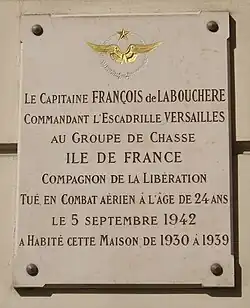 LE CAPITAINE FRANÇOIS de LABOUCHERE
COMMANDANT L'ESCADRILLE VERSAILLES
AU GROUPE DE CHASSE
ILE DE FRANCE
COMPAGNON DE LA LIBÉRATION
TUÉ EN COMBAT AÉRIEN À L'ÂGE DE 24 ANS
LE 5 SEPTEMBRE 1942
A HABITÉ CETTE MAISON DE 1930 À 1939